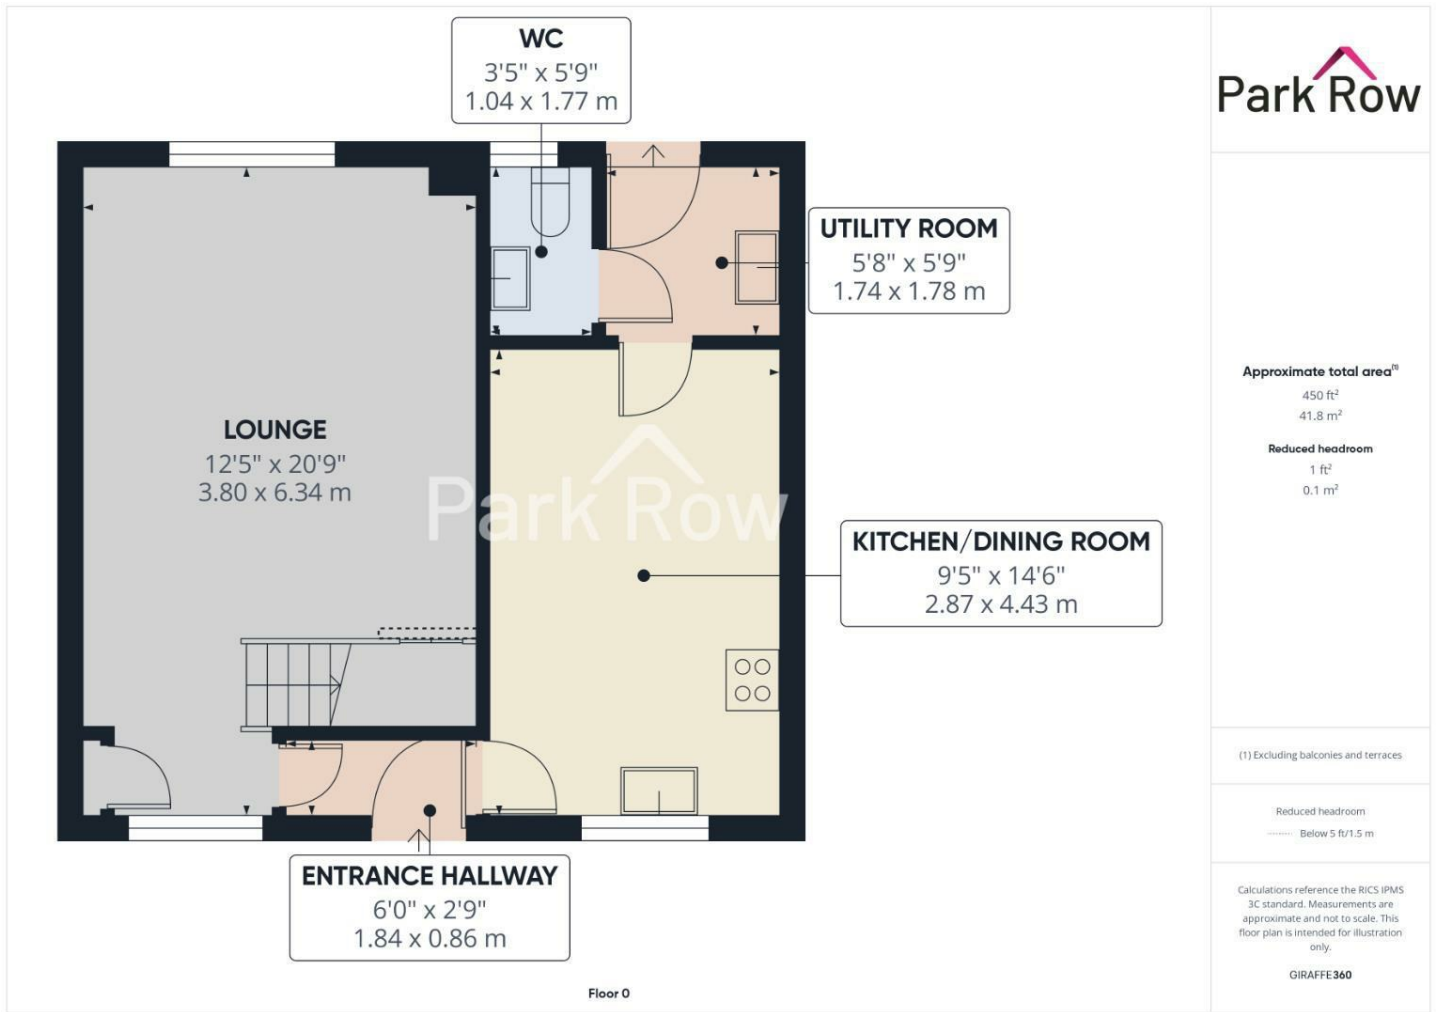 WC
3'5" x 5'9"
1.04 x 1.77 m
UTILITY ROOM
5'8" x 5'9"
1.74 x 1.78 m
LOUNGE
12'5" x 20'9"
3.80 x 6.34 m
Park Row
KITCHEN/DINING ROOM
9'5" x 14'6"
2.87 x 4.43 m
ENTRANCE HALLWAY
6'0" x 2'9"
1.84 x 0.86 m
Floor 0
Park Row
Approximate total area(1)
450 ft²
41.8 m²
Reduced headroom
1 ft²
0.1 m²
(1) Excluding balconies and terraces
Reduced headroom
Below 5 ft/1.5 m
Calculations reference the RICS IPMS
3C standard. Measurements are
approximate and not to scale. This
floor plan is intended for illustration
only.
GIRAFFE360